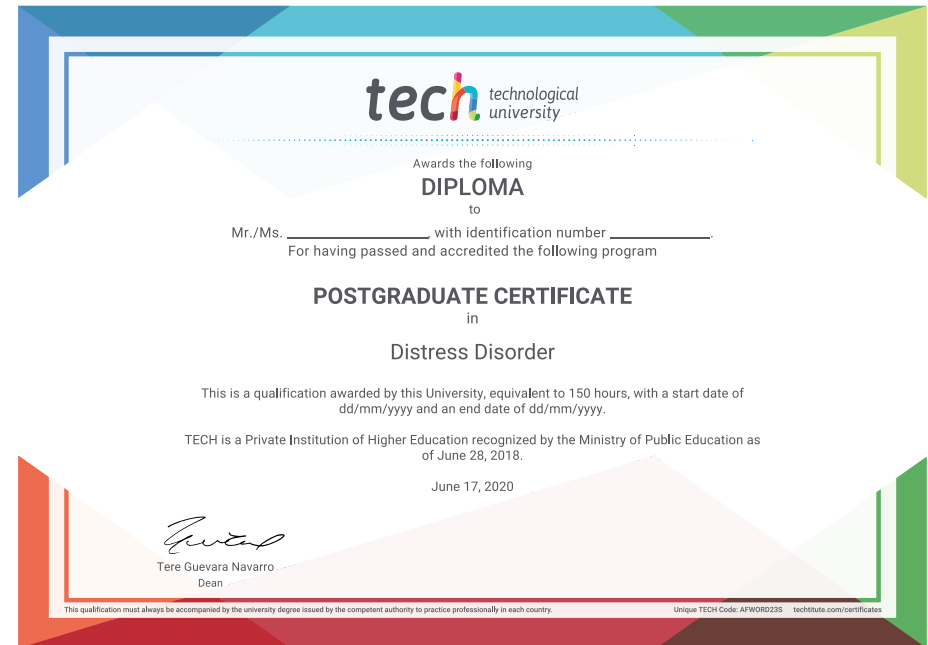 tech technological
university
Awards the following
DIPLOMA
to
Mr./Ms. __________________, with identification number ____________.
For having passed and accredited the following program
POSTGRADUATE CERTIFICATE
in
Distress Disorder
This is a qualification awarded by this University, equivalent to 150 hours, with a start date of
dd/mm/yyyy and an end date of dd/mm/yyyy.
TECH is a Private Institution of Higher Education recognized by the Ministry of Public Education as
of June 28, 2018.
June 17, 2020
Tere Guevara Navarro
Dean
This qualification must always be accompanied by the university degree issued by the competent authority to practice professionally in each country. Unique TECH Code: AFWORD23S techtitute.com/certificates